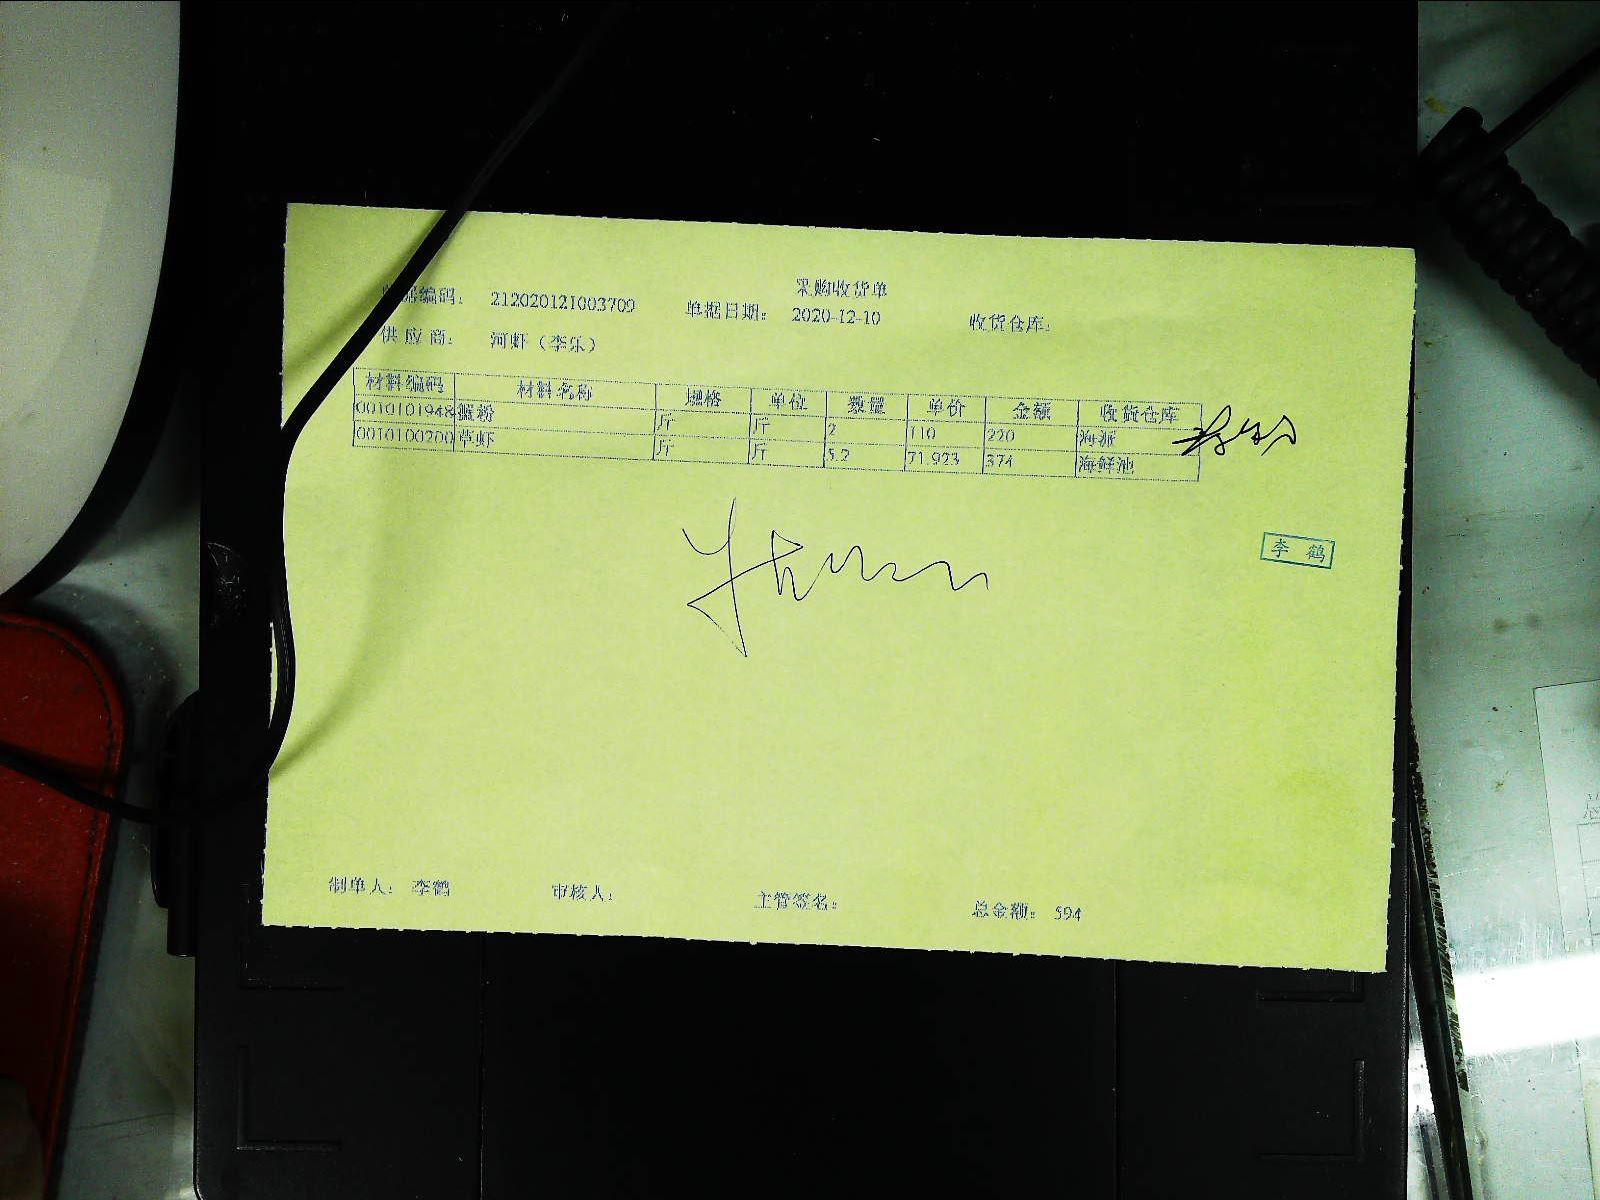 采购收货单
单据编码： 212020121003709 单据日期： 2020-12-10 收货仓库：
供应商： 河虾（李乐）
材料编码 材料名称 规格 单位 数量 单价 金额 收货仓库
0010101948 粉 斤 斤 2 110 220 海派
0010100200 草虾 斤 斤 5.2 71.923 374 海鲜池
李鹤
制单人： 李鹤 审核人： 主管签名： 总金额： 594